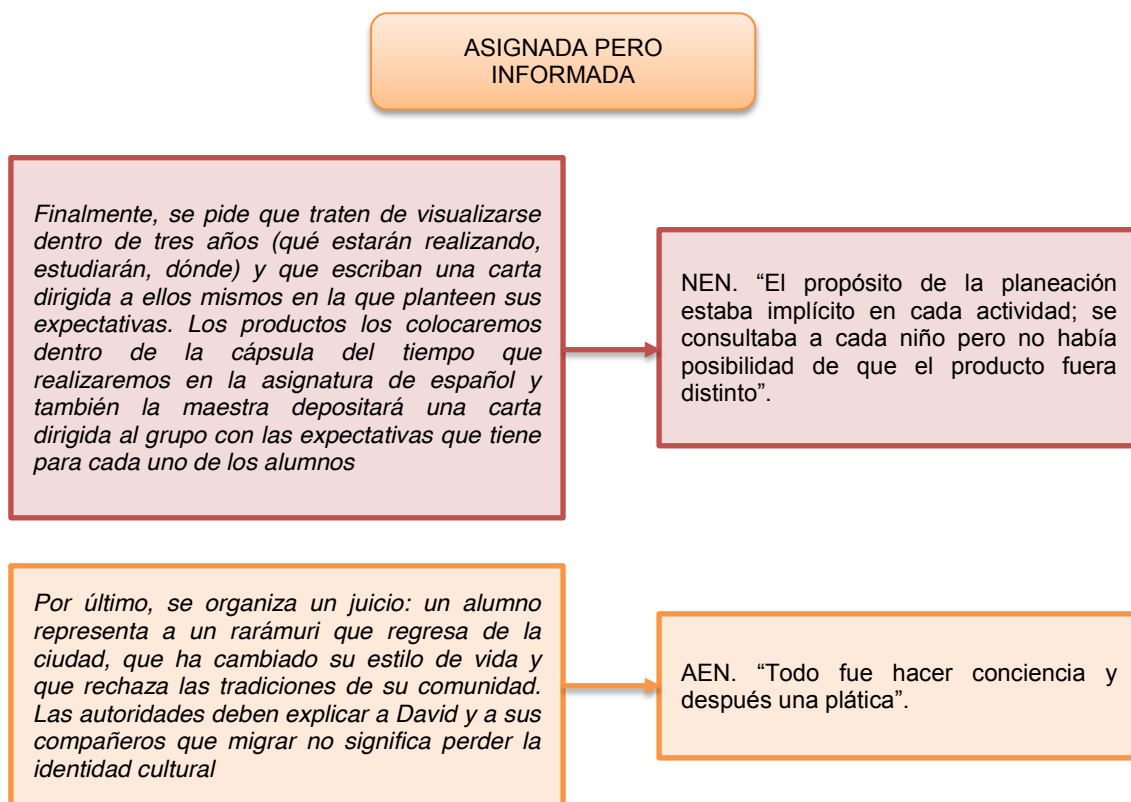 ASIGNADA PERO
INFORMADA
Finalmente, se pide que traten de visualizarse
dentro de tres años (qué estarán realizando,
estudiarán, dónde) y que escriban una carta
dirigida a ellos mismos en la que planteen sus
expectativas. Los productos los colocaremos
dentro de la cápsula del tiempo que
realizaremos en la asignatura de español y
también la maestra depositará una carta
dirigida al grupo con las expectativas que tiene
para cada uno de los alumnos
NEN. “El propósito de la planeación
estaba implícito en cada actividad; se
consultaba a cada niño pero no había
posibilidad de que el producto fuera
distinto”.
Por último, se organiza un juicio: un alumno
representa a un rarámuri que regresa de la
ciudad, que ha cambiado su estilo de vida y
que rechaza las tradiciones de su comunidad.
Las autoridades deben explicar a David y a sus
compañeros que migrar no significa perder la
identidad cultural
AEN. “Todo fue hacer conciencia y
después una plática”.